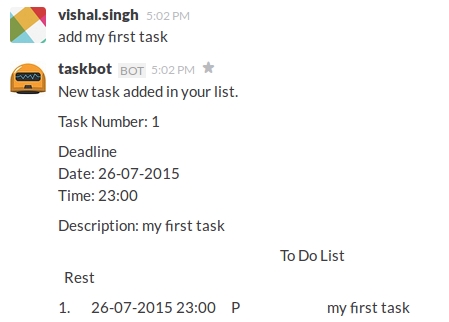 vishal.singh 5:02 PM
add my first task
taskbot BOT 5:02 PM
New task added in your list.
Task Number: 1
Deadline
Date: 26-07-2015
Time: 23:00
Description: my first task
To Do List
Rest
1. 26-07-2015 23:00 P my first task